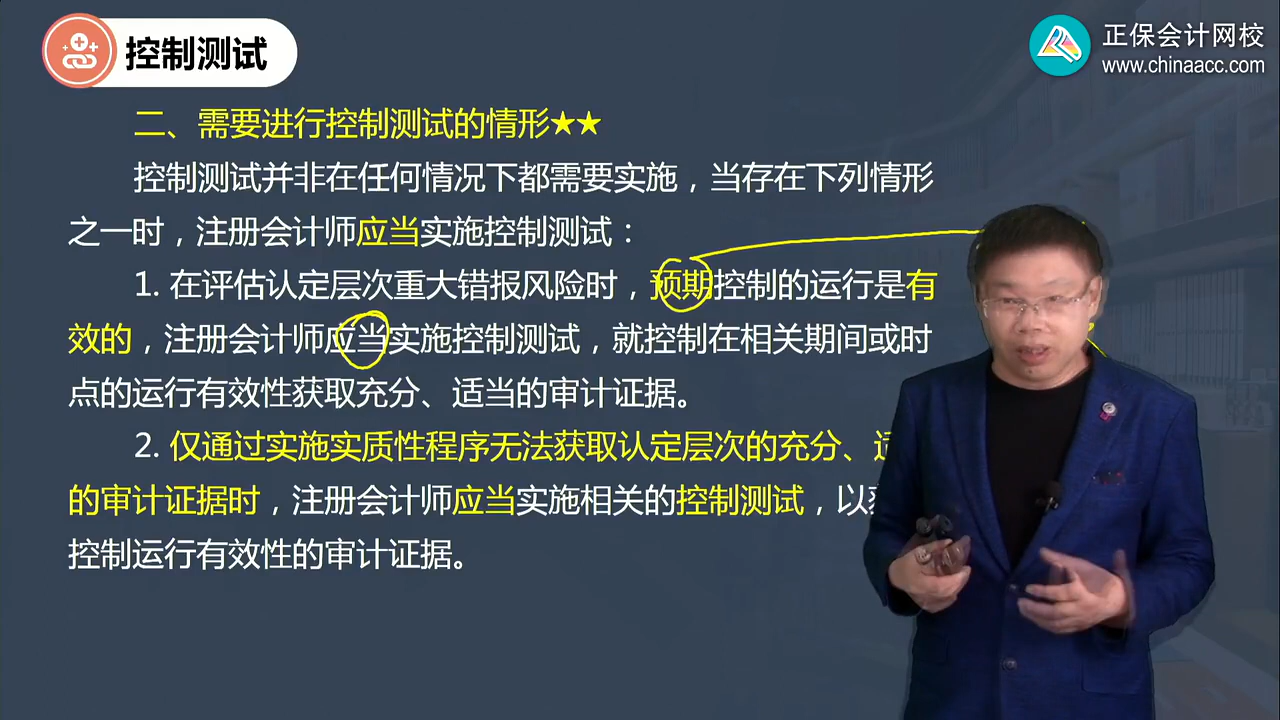 控制测试
正保会计网校
www.chinaacc.com
二、需要进行控制测试的情形★★
控制测试并非在任何情况下都需要实施，当存在下列情形
之一时，注册会计师应当实施控制测试：
1. 在评估认定层次重大错报风险时，预期控制的运行是有
效的，注册会计师应当实施控制测试，就控制在相关期间或时
点的运行有效性获取充分、适当的审计证据。
2. 仅通过实施实质性程序无法获取认定层次的充分、
的审计证据时，注册会计师应当实施相关的控制测试，以
控制运行有效性的审计证据。